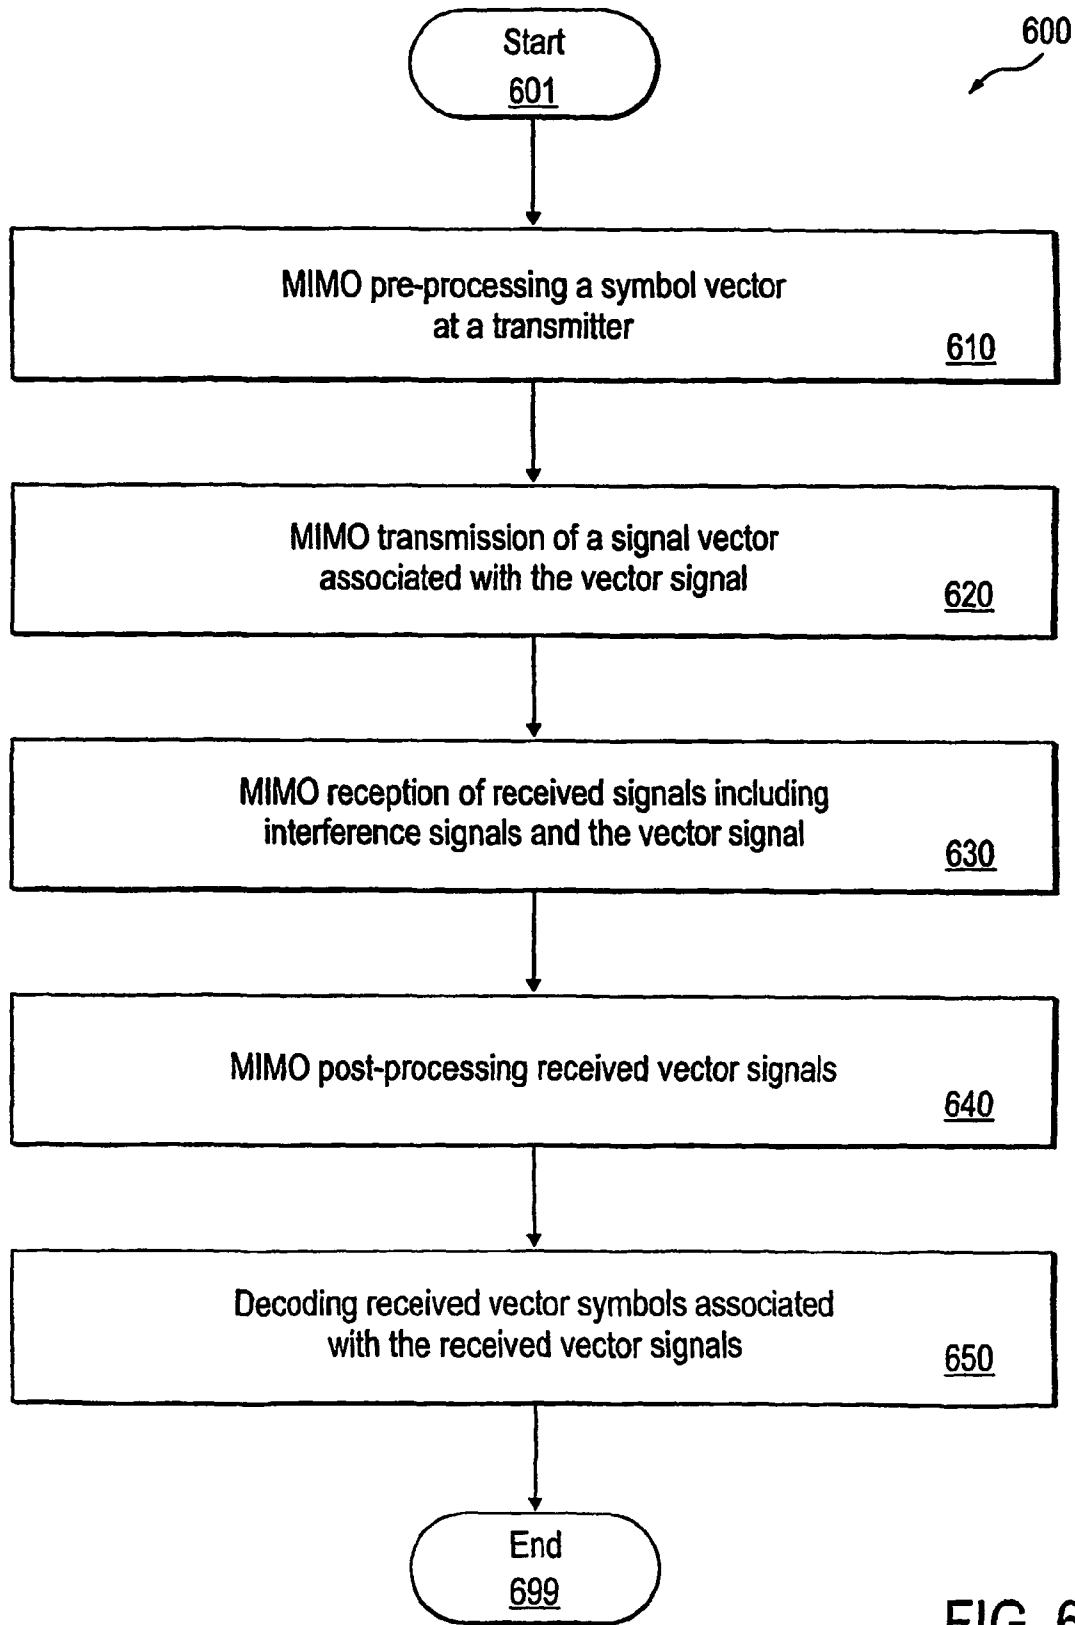 600
Start
601
MIMO pre-processing a symbol vector
at a transmitter
610
MIMO transmission of a signal vector
associated with the vector signal
620
MIMO reception of received signals including
interference signals and the vector signal
630
MIMO post-processing received vector signals
640
Decoding received vector symbols associated
with the received vector signals
650
End
699
FIG. 6